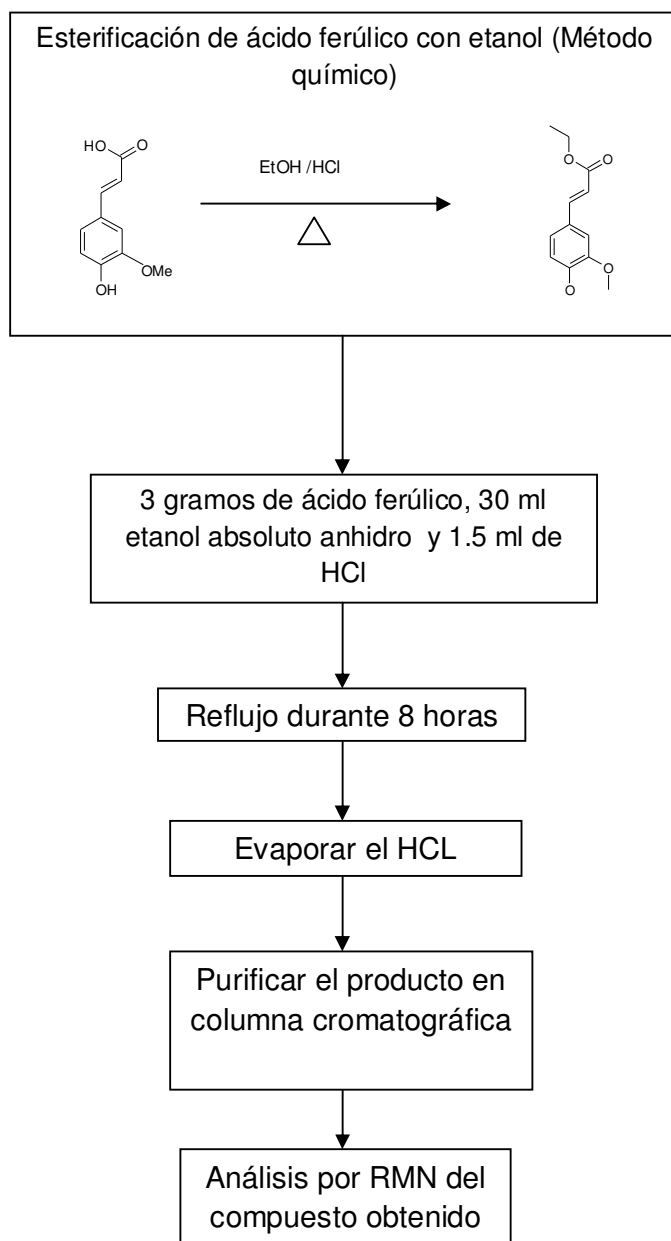 Esterificación de ácido ferúlico con etanol (Método
químico)
HO
O
OMe
OH
EtOH /HCl
O
O
O
O
3 gramos de ácido ferúlico, 30 ml
etanol absoluto anhidro y 1.5 ml de
HCl
Reflujo durante 8 horas
Evaporar el HCL
Purificar el producto en
columna cromatográfica
Análisis por RMN del
compuesto obtenido